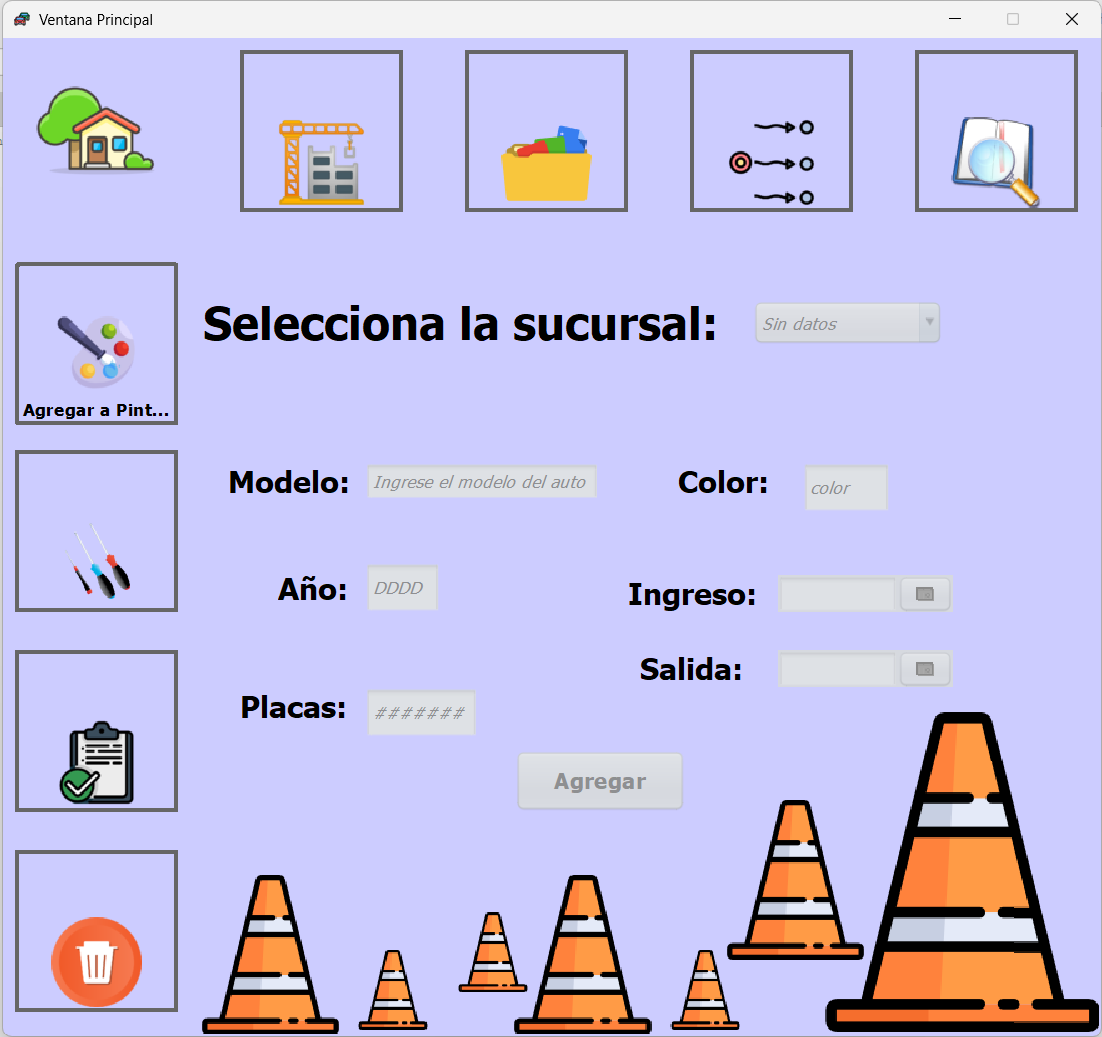 Ventana Principal
Selecciona la sucursal:
Sin datos
Agregar a Pint...
Modelo:
Ingrese el modelo del auto
Color:
color
Año:
DDDD
Ingreso:
Salida:
Placas:
#######
Agregar